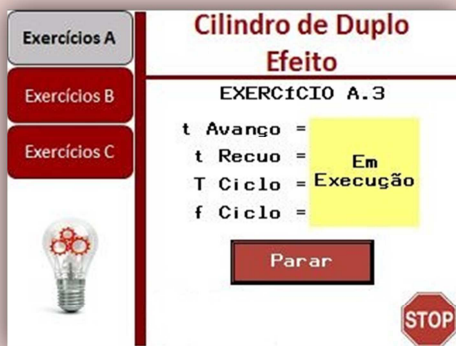 Exercícios A
Exercícios B
Exercícios C
Cilindro de Duplo
Efeito
EXERCíCIO A.3
t Avanço =
t Recuo =
T Ciclo =
f Ciclo =
Em
Execução
Parar
STOP